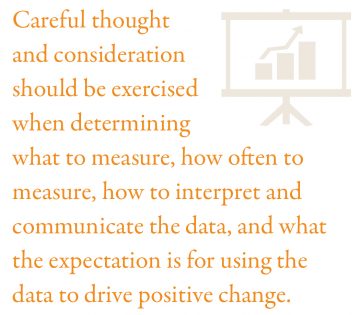 Careful thought
and consideration
should be exercised
when determining
what to measure, how often to
measure, how to interpret and
communicate the data, and what
the expectation is for using the
data to drive positive change.